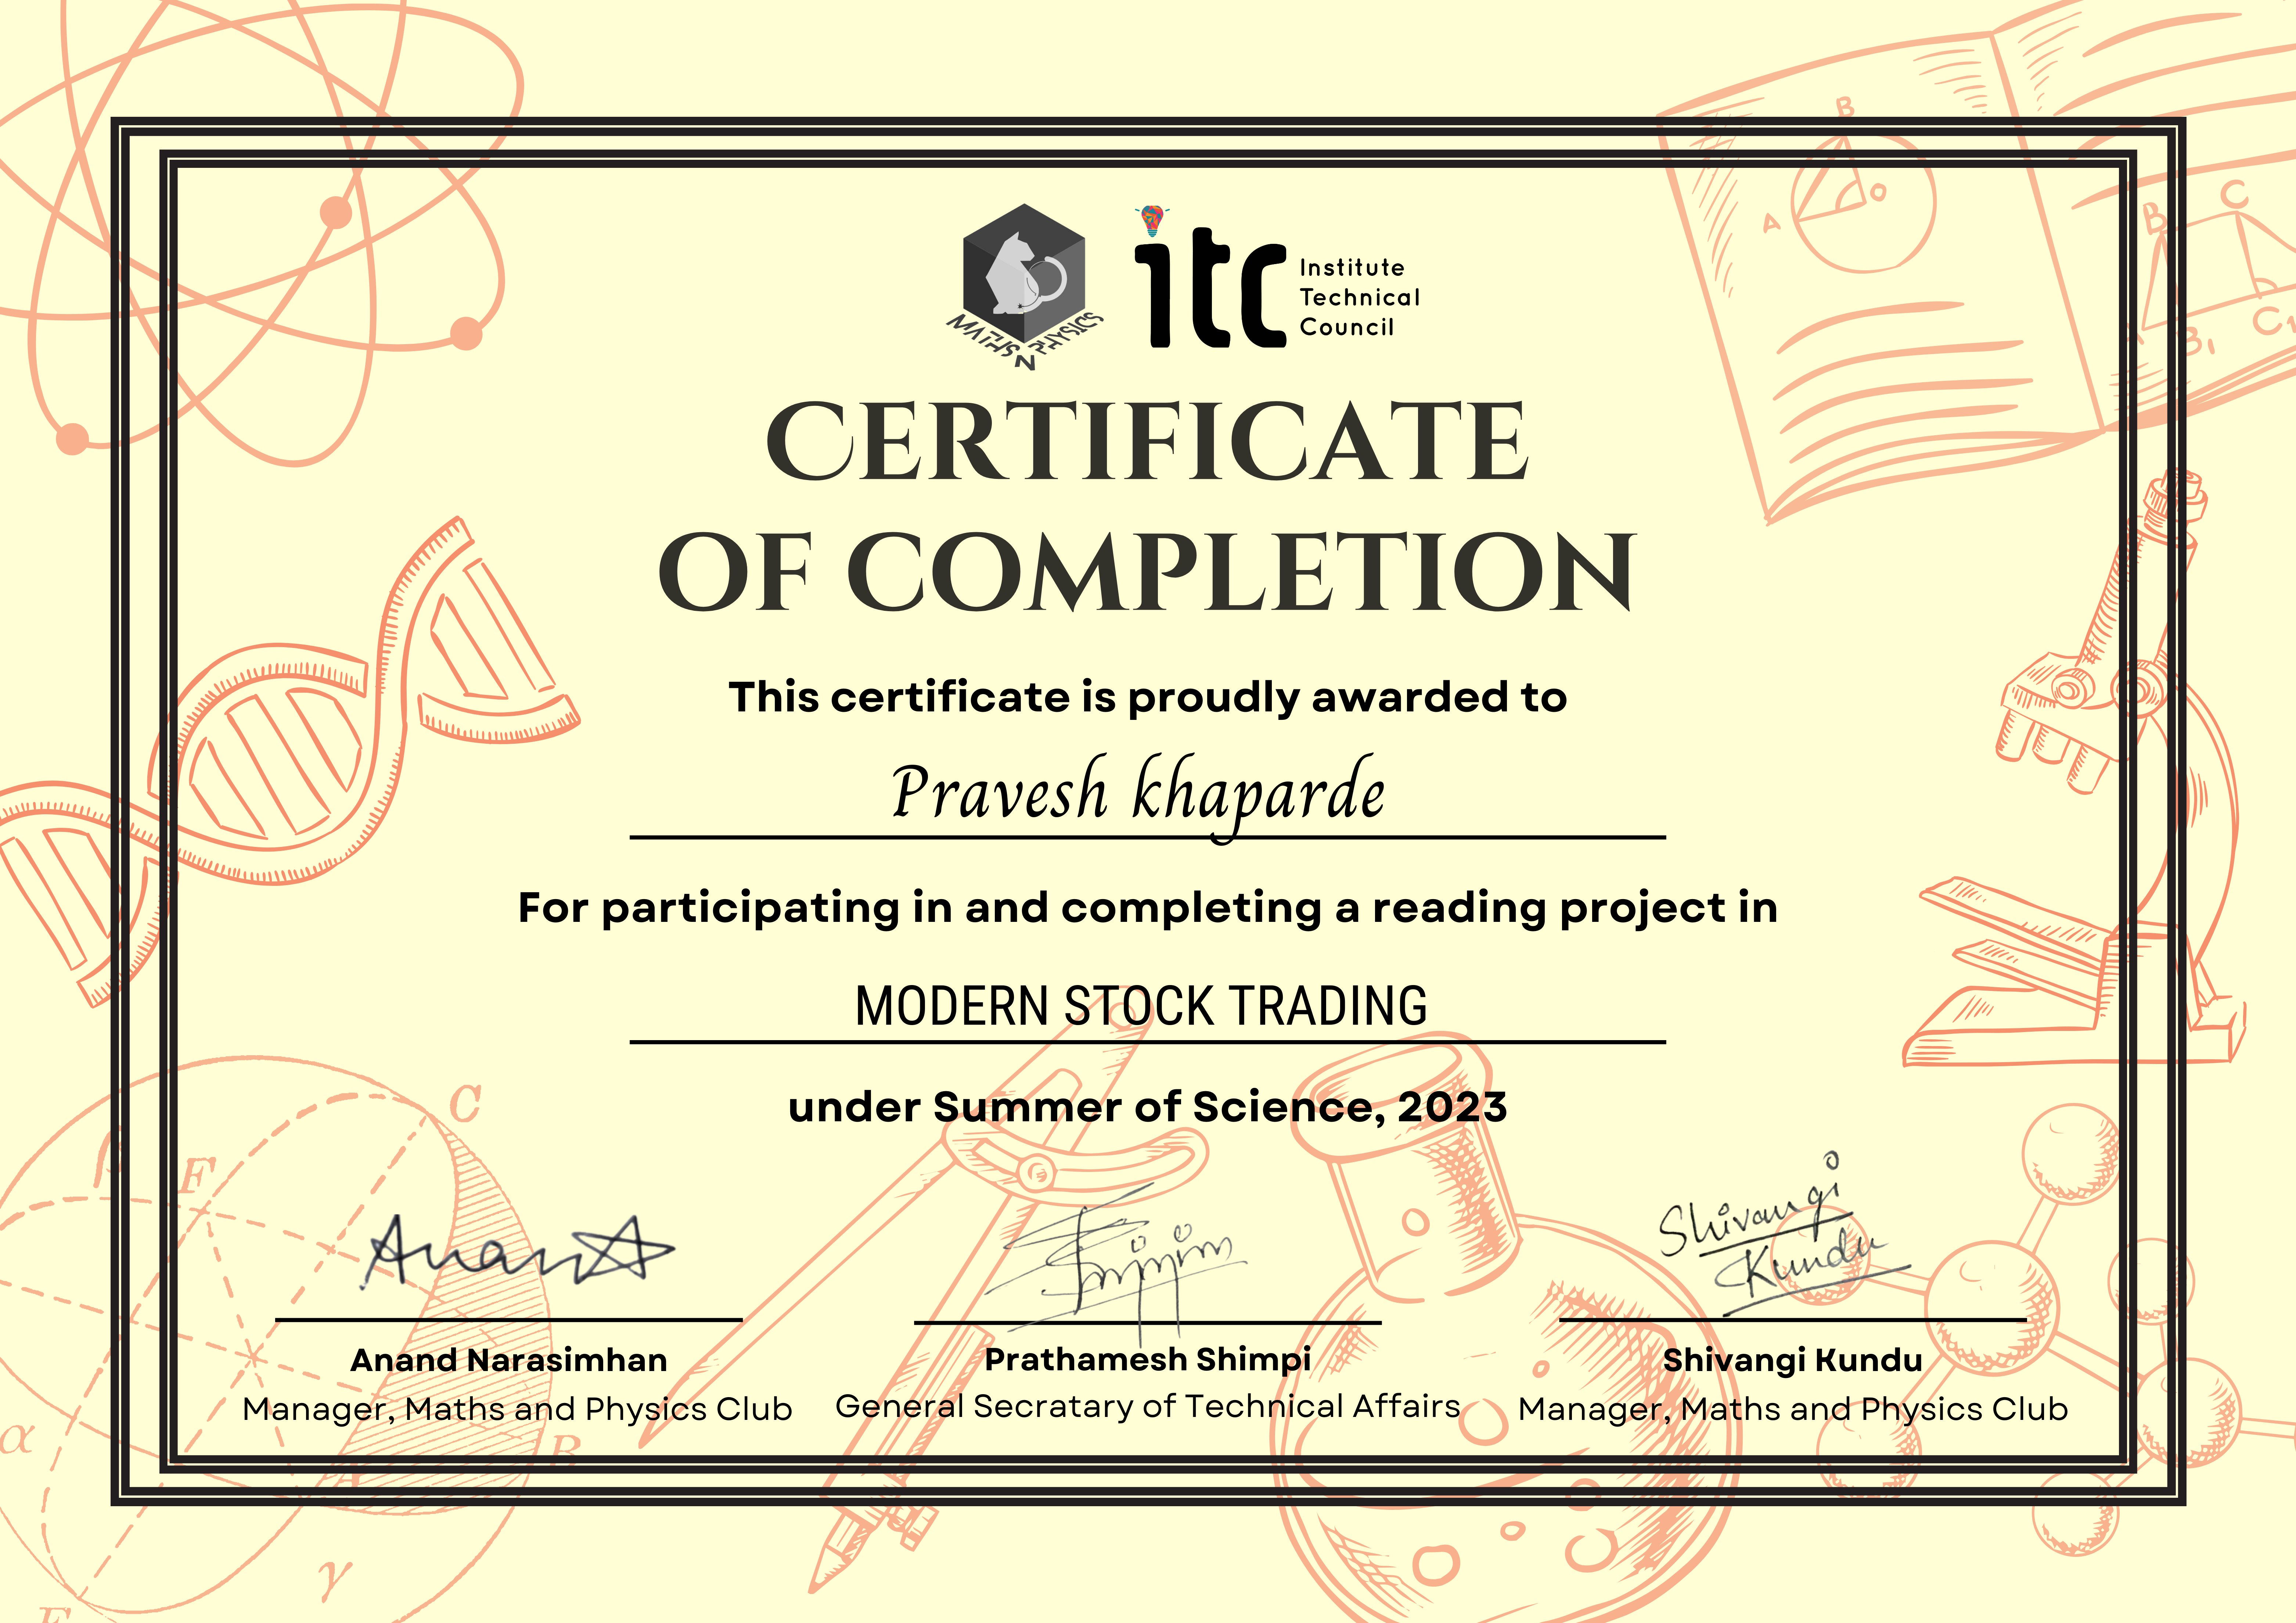 MATHS N PHYSICS
itc
Institute
Technical
Council
CERTIFICATE
OF COMPLETION
This certificate is proudly awarded to
Pravesh khaparde
For participating in and completing a reading project in
MODERN STOCK TRADING
under Summer of Science, 2023
Anand
Shimpi
Shivangi
Kundu
Anand Narasimhan
Prathamesh Shimpi
Shivangi Kundu
Manager, Maths and Physics Club
General Secratary of Technical Affairs
Manager, Maths and Physics Club
B
A
O
B
C
B₁
C₁
C
F
α
B
A
γ
E